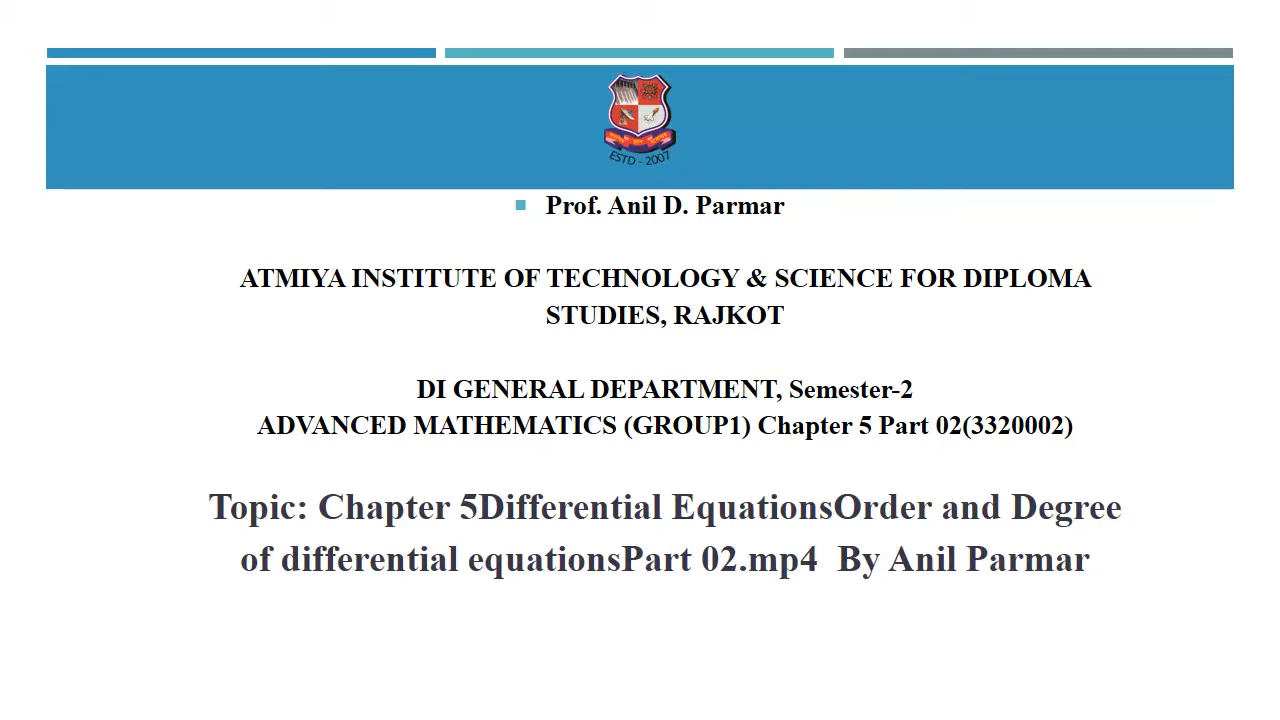 ESTD - 2007
Prof. Anil D. Parmar
ATMIYA INSTITUTE OF TECHNOLOGY & SCIENCE FOR DIPLOMA
STUDIES, RAJKOT
DI GENERAL DEPARTMENT, Semester-2
ADVANCED MATHEMATICS (GROUP1) Chapter 5 Part 02(3320002)
Topic: Chapter 5Differential EquationsOrder and Degree
of differential equationsPart 02.mp4 By Anil Parmar